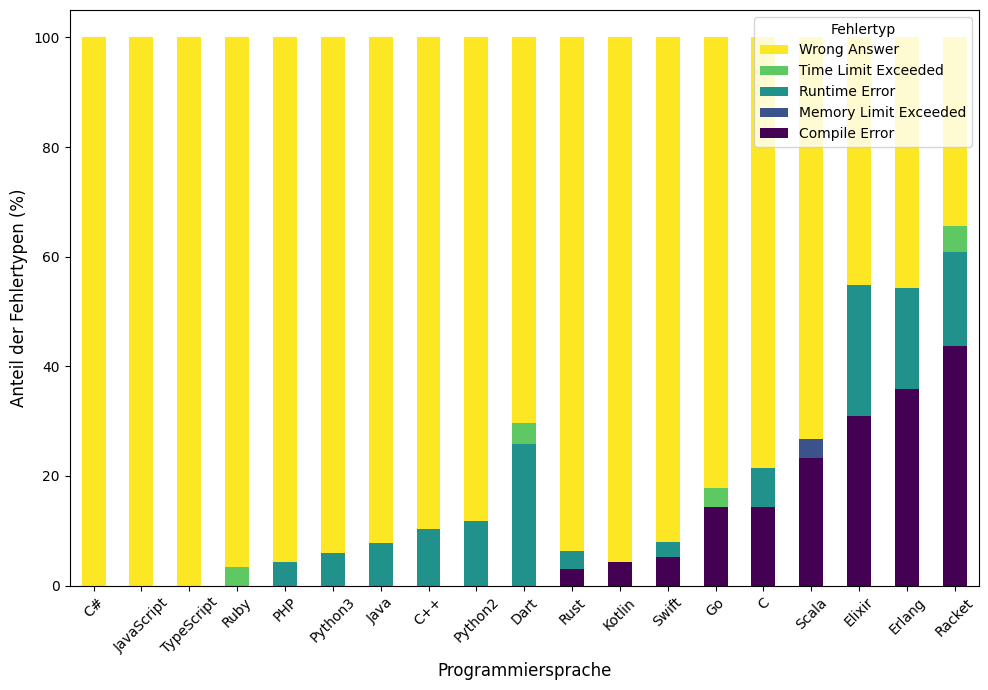 Fehlertyp
Wrong Answer
Time Limit Exceeded
Runtime Error
Memory Limit Exceeded
Compile Error
Anteil der Fehlertypen (%)
100
80
60
40
20
0
C#
JavaScript
TypeScript
Ruby
PHP
Python3
Java
C++
Python2
Dart
Rust
Kotlin
Swift
Go
C
Scala
Elixir
Erlang
Racket
Programmiersprache